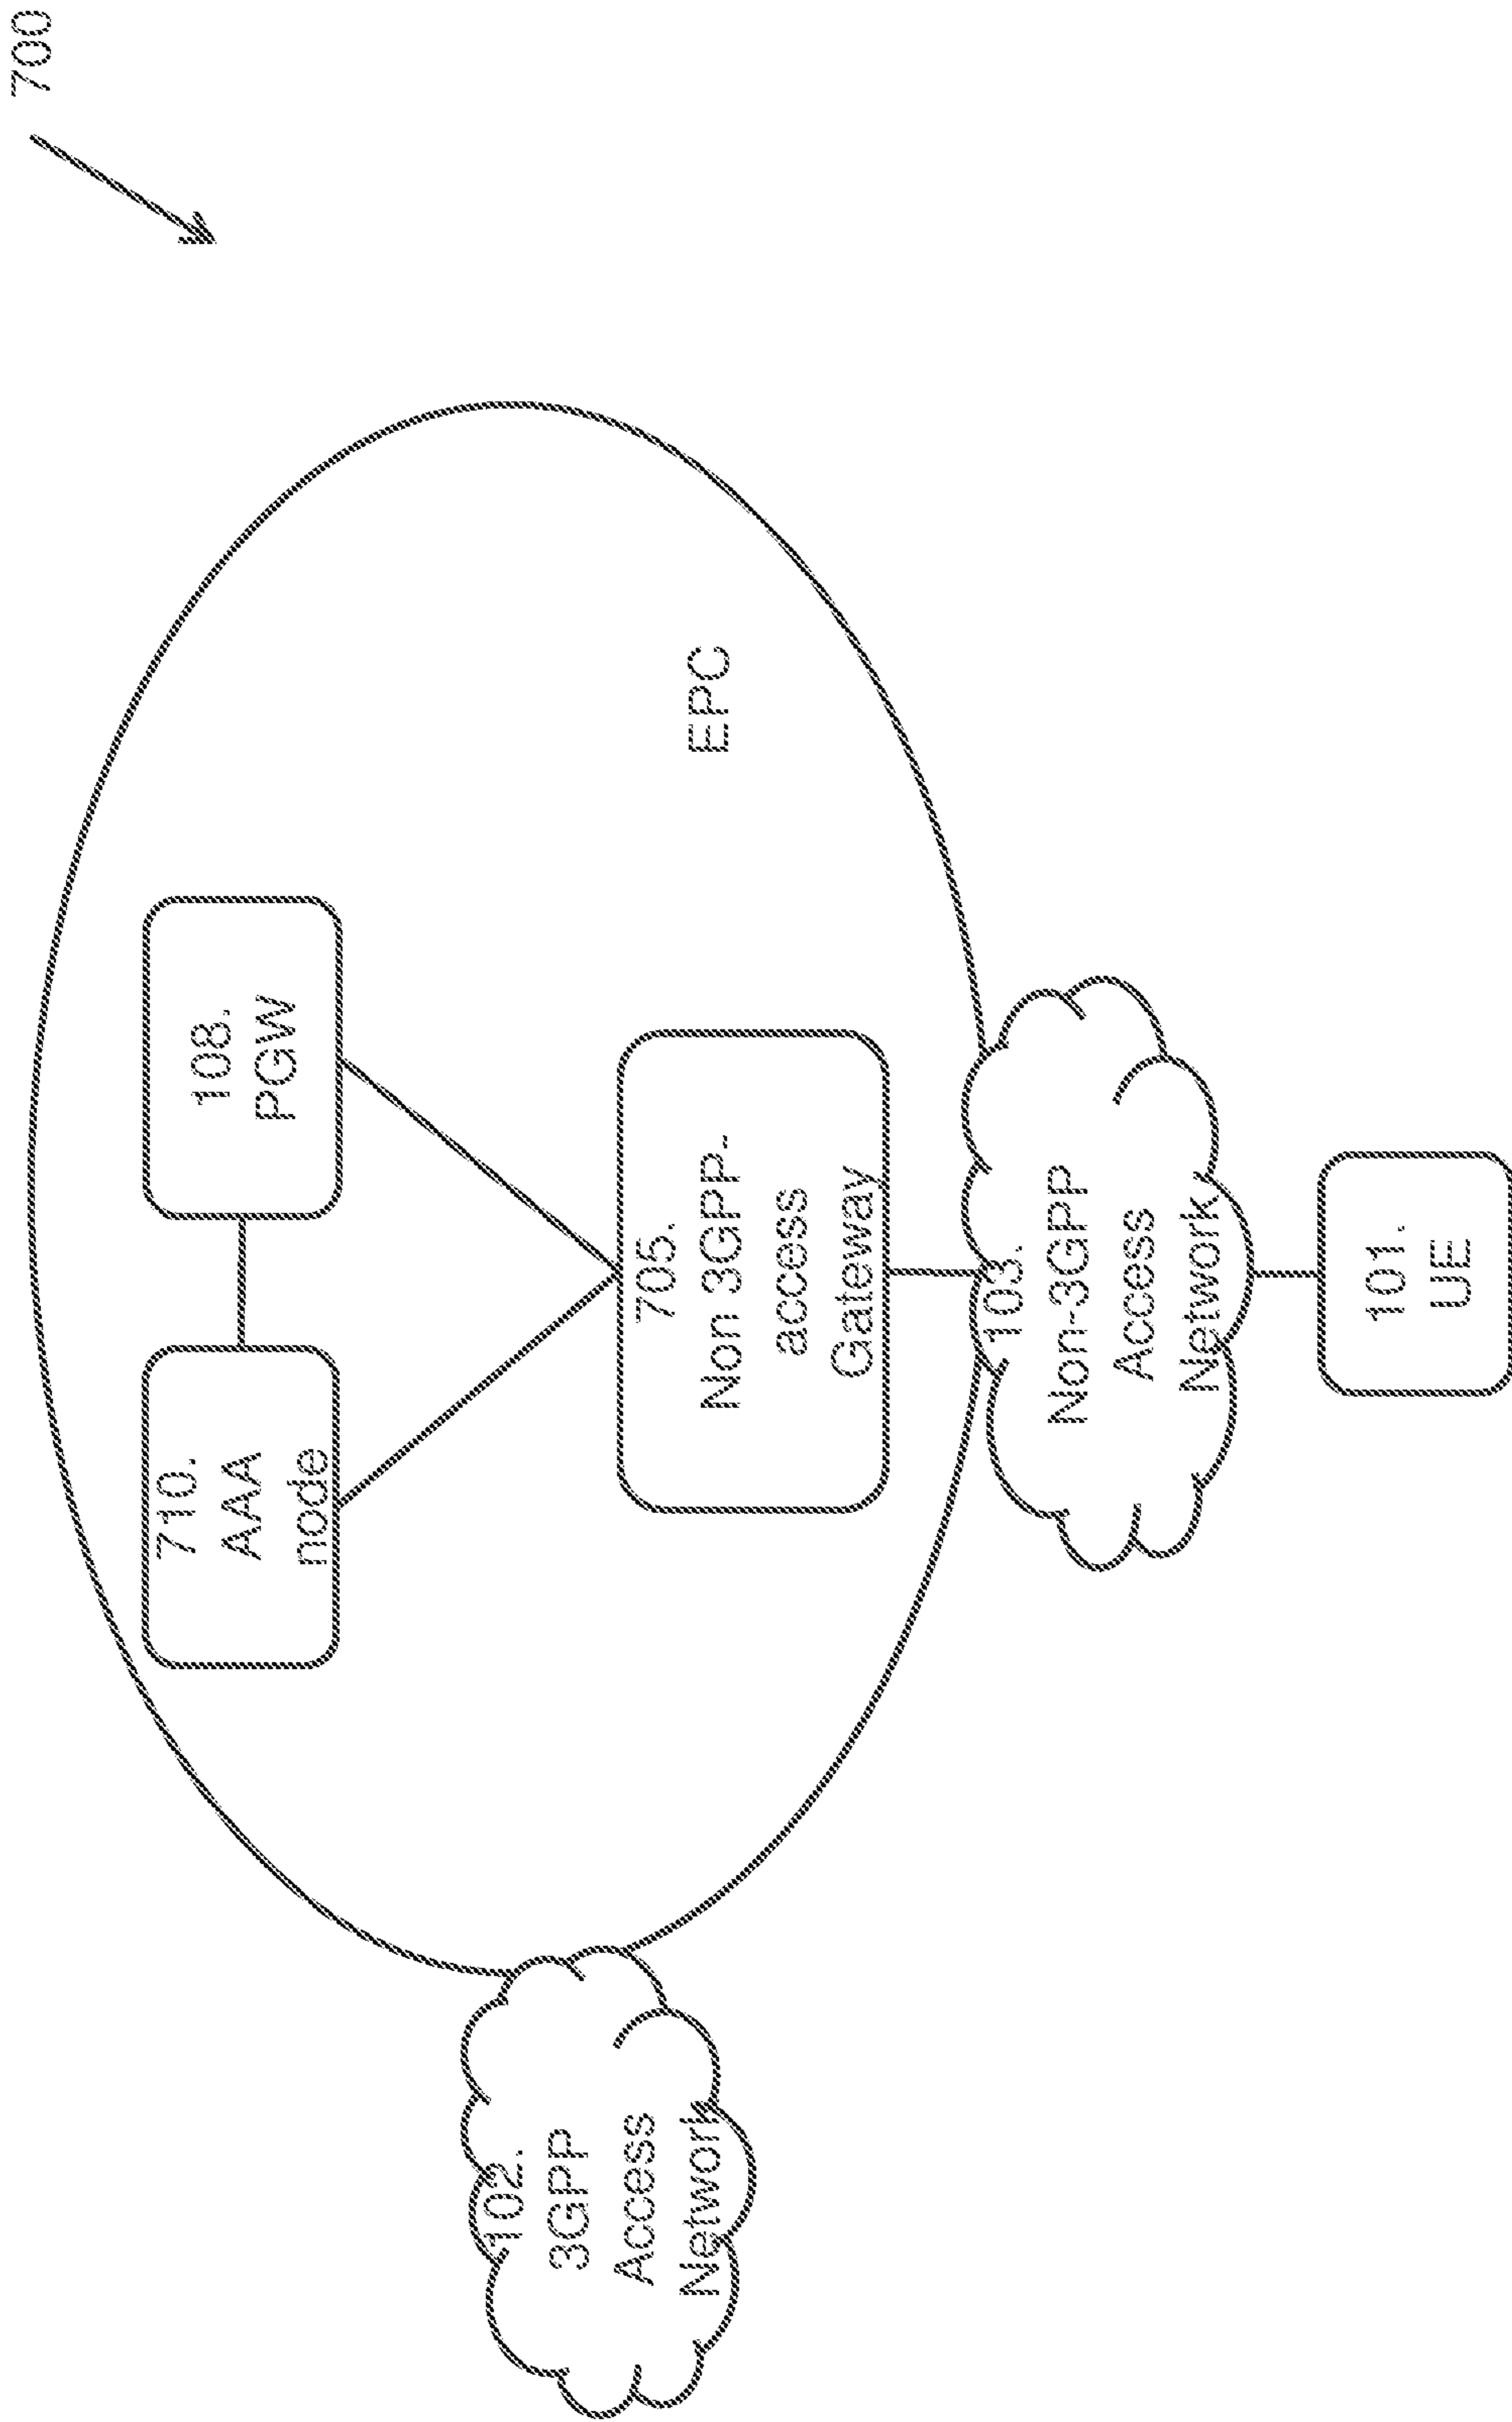 700
710.
AAA
node
108.
PGW
EPC
705.
Non 3GPP-
access
Gateway
102.
3GPP
Access
Network
103.
Non-3GPP
Access
Network
101.
UE